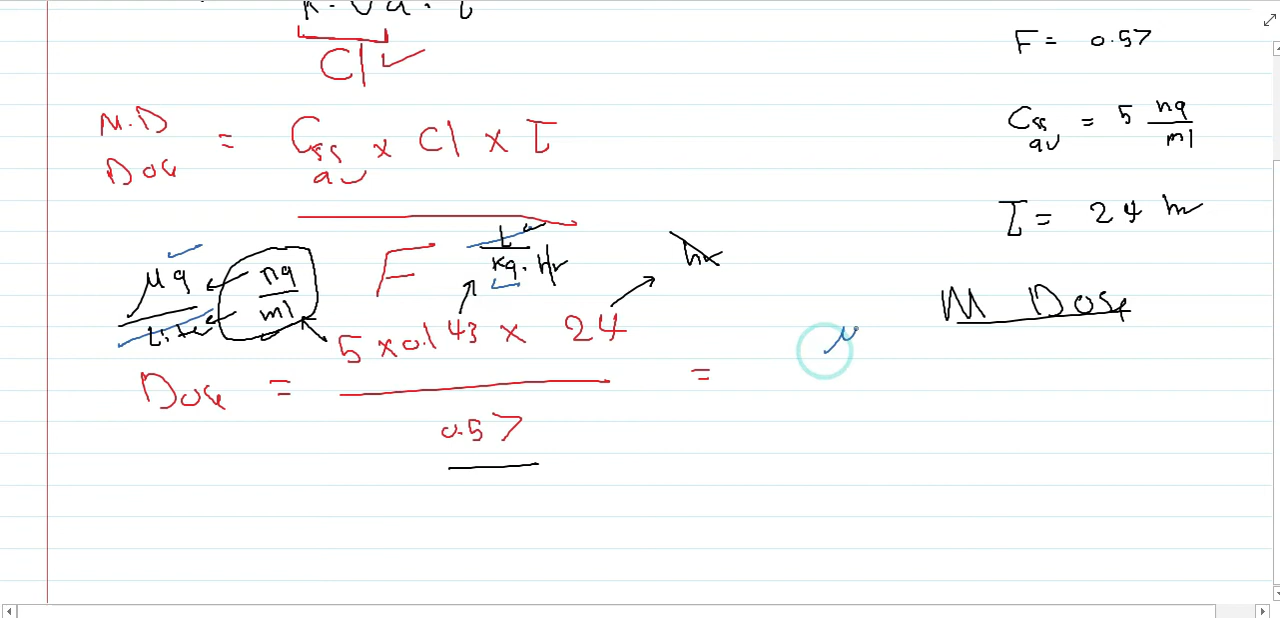 K. Vd. τ
Cl
F = 0.57
M.D Dose = Css av x Cl x τ
F
Css av = 5 ng/ml
τ = 24 hr
M Dose
µg/Liter
ng/ml
L/Kg. Hr
hr
Dose = 5 x 0.143 x 24 / 0.57 =
µ